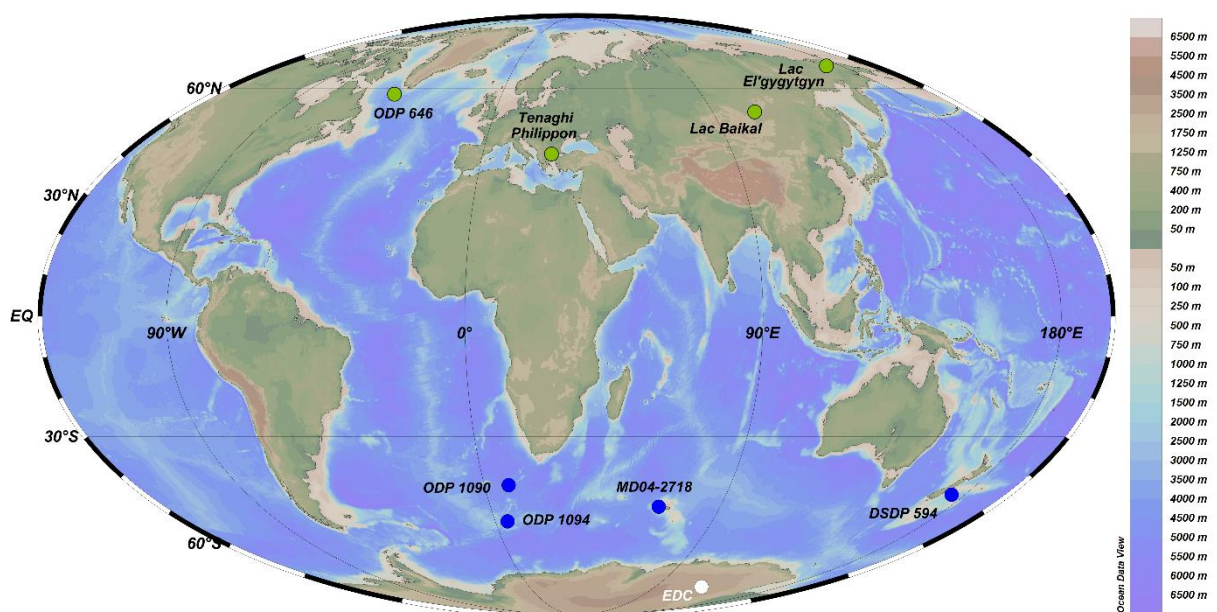 60°N
30°N
EQ
30°S
60°S
90°W
0°
90°E
180°E
ODP 646
Tenaghi
Philippon
Lac
El'gygytgyn
Lac Baikal
ODP 1090
ODP 1094
MD04-2718
DSDP 594
EDC
Ocean Data View
6500 m
5500 m
4500 m
3500 m
2500 m
1750 m
1250 m
750 m
400 m
200 m
50 m
50 m
100 m
250 m
500 m
750 m
1000 m
1250 m
1500 m
2000 m
2500 m
3000 m
3500 m
4000 m
4500 m
5000 m
5500 m
6000 m
6500 m